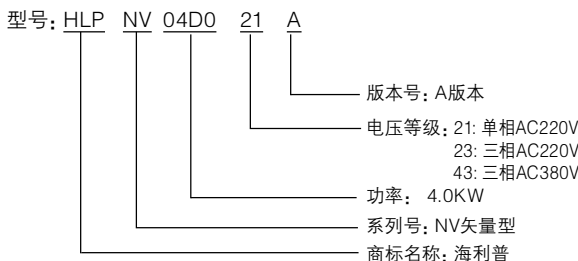 型号: HLP NV 04D0 21 A
版本号: A版本
电压等级: 21: 单相AC220V
23: 三相AC220V
43: 三相AC380V
功率: 4.0KW
系列号: NV矢量型
商标名称: 海利普